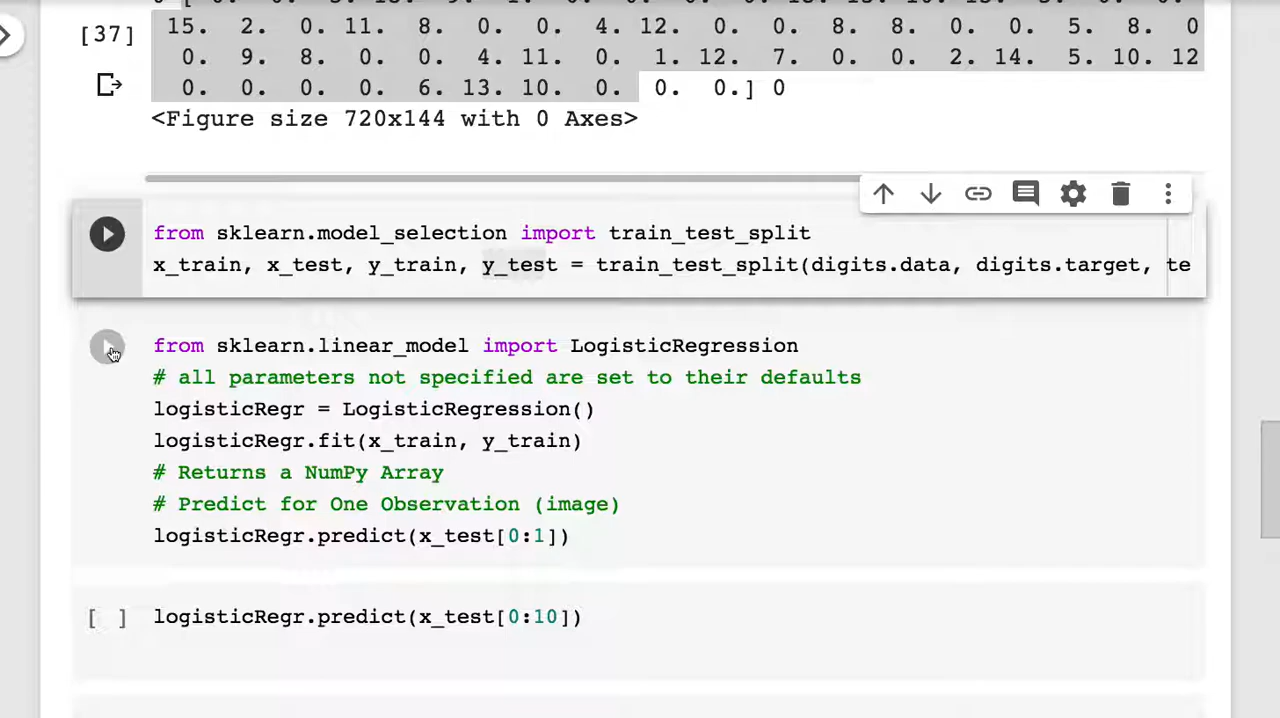 [37]
15. 2. 0. 11. 8. 0. 0. 4. 12. 0. 0. 8. 8. 0. 0. 5. 8. 0
0. 9. 8. 0. 0. 4. 11. 0. 1. 12. 7. 0. 0. 2. 14. 5. 10. 12
0. 0. 0. 0. 6. 13. 10. 0. 0. 0.] 0
<Figure size 720x144 with 0 Axes>
from sklearn.model_selection import train_test_split
x_train, x_test, y_train, y_test = train_test_split(digits.data, digits.target, te
from sklearn.linear_model import LogisticRegression
# all parameters not specified are set to their defaults
logisticRegr = LogisticRegression()
logisticRegr.fit(x_train, y_train)
# Returns a NumPy Array
# Predict for One Observation (image)
logisticRegr.predict(x_test[0:1])
[ ] logisticRegr.predict(x_test[0:10])